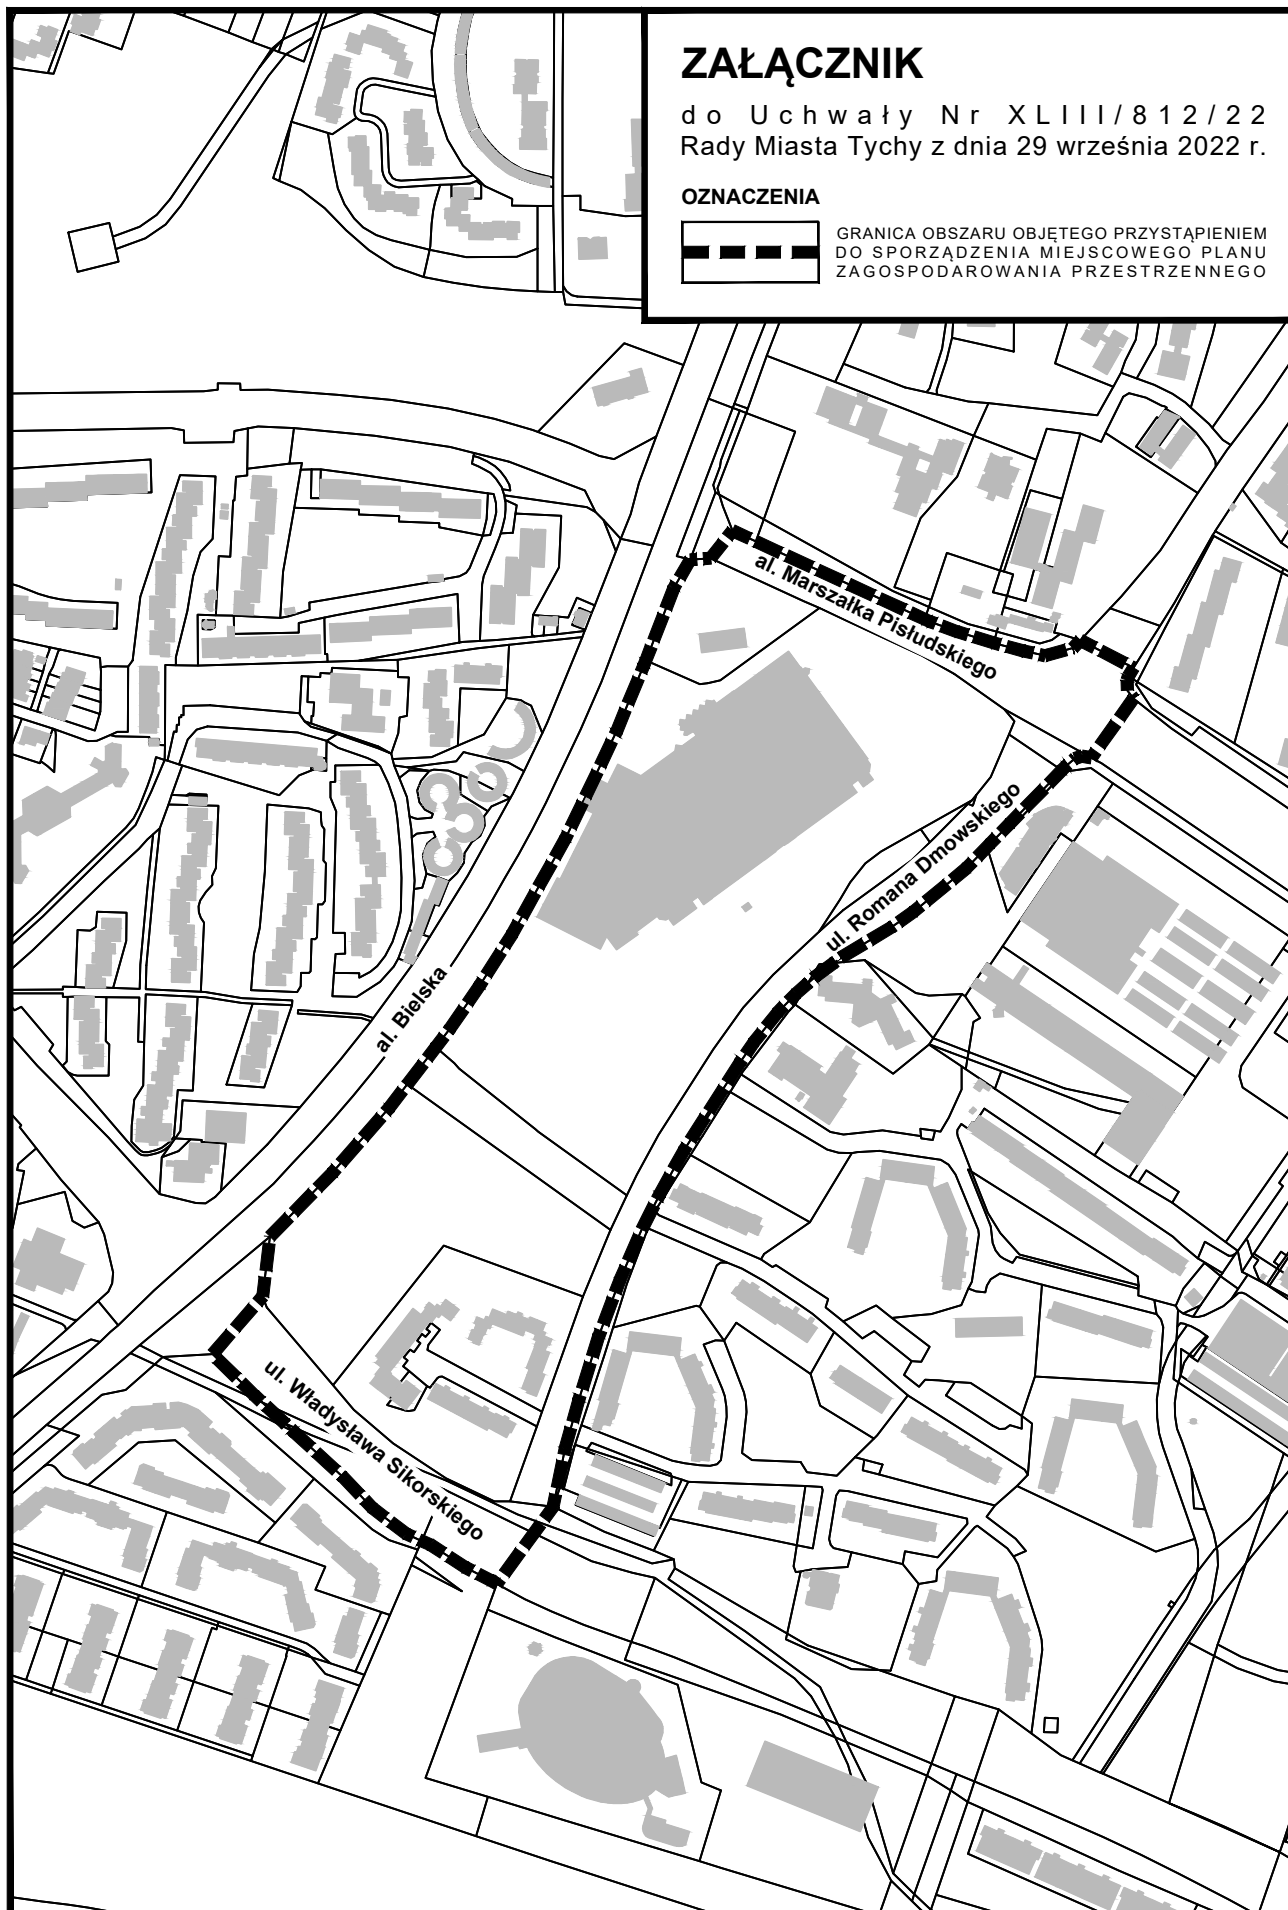 ZAŁĄCZNIK
do Uchwały Nr XLIII/812/22
Rady Miasta Tychy z dnia 29 września 2022 r.
OZNACZENIA
GRANICA OBSZARU OBJĘTEGO PRZYSTĄPIENIEM
DO SPORZĄDZENIA MIEJSCOWEGO PLANU
ZAGOSPODAROWANIA PRZESTRZENNEGO
al. Marszałka Pisłudskiego
ul. Romana Dmowskiego
al. Bielska
ul. Władysława Sikorskiego